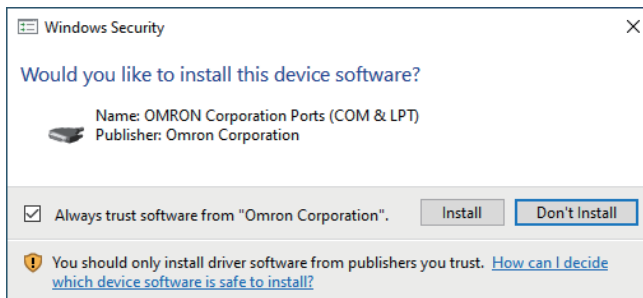 Windows Security
Would you like to install this device software?
Name: OMRON Corporation Ports (COM & LPT)
Publisher: Omron Corporation
Always trust software from "Omron Corporation".
Install
Don't Install
You should only install driver software from publishers you trust. How can I decide
which device software is safe to install?